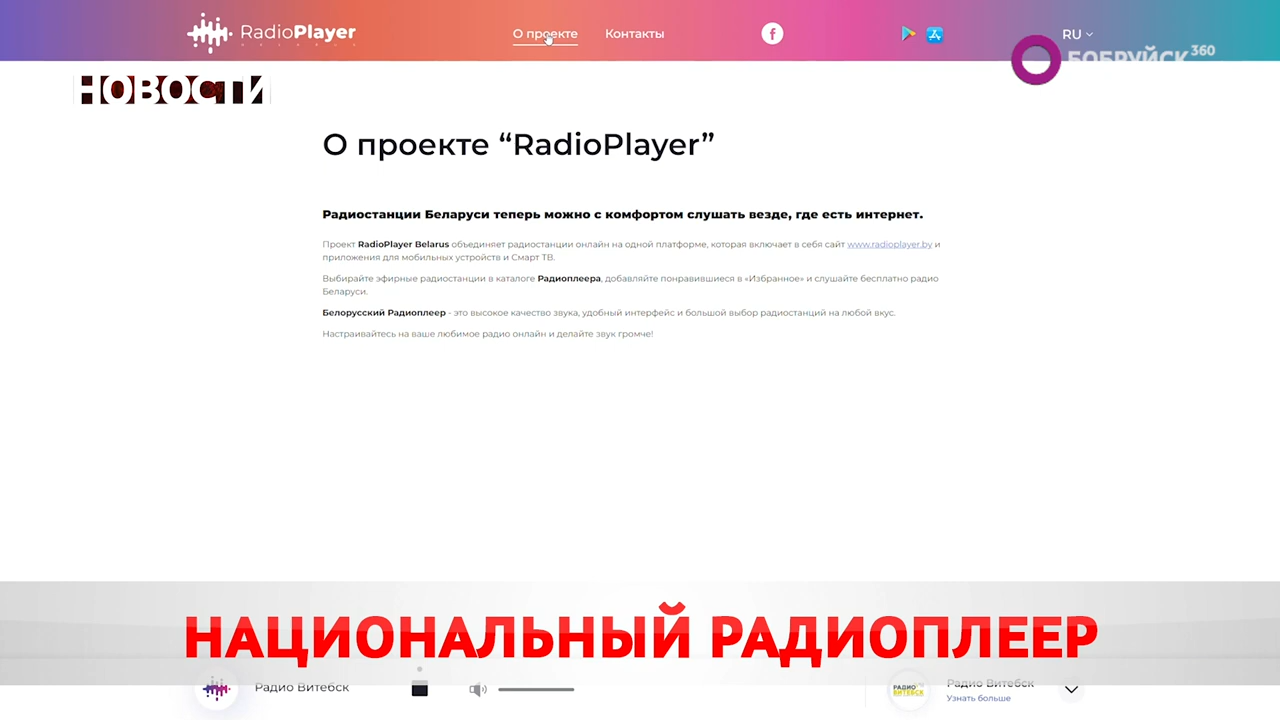 RadioPlayer
О проекте
Контакты
RU
БОБРУЙСК 360
НОВОСТИ
О проекте “RadioPlayer”
Радиостанции Беларуси теперь можно с комфортом слушать везде, где есть интернет.
Проект RadioPlayer Belarus объединяет радиостанции онлайн на одной платформе, которая включает в себя сайт www.radioplayer.by и
приложения для мобильных устройств и Смарт ТВ.
Выбирайте эфирные радиостанции в каталоге Радиоплеера, добавляйте понравившиеся в «Избранное» и слушайте бесплатно радио
Беларуси.
Белорусский Радиоплеер - это высокое качество звука, удобный интерфейс и большой выбор радиостанций на любой вкус.
Настраивайтесь на ваше любимое радио онлайн и делайте звук громче!
НАЦИОНАЛЬНЫЙ РАДИОПЛЕЕР
Радио Витебск
РАДИО
ВИТЕБСК
Радио Витебск
Узнать больше